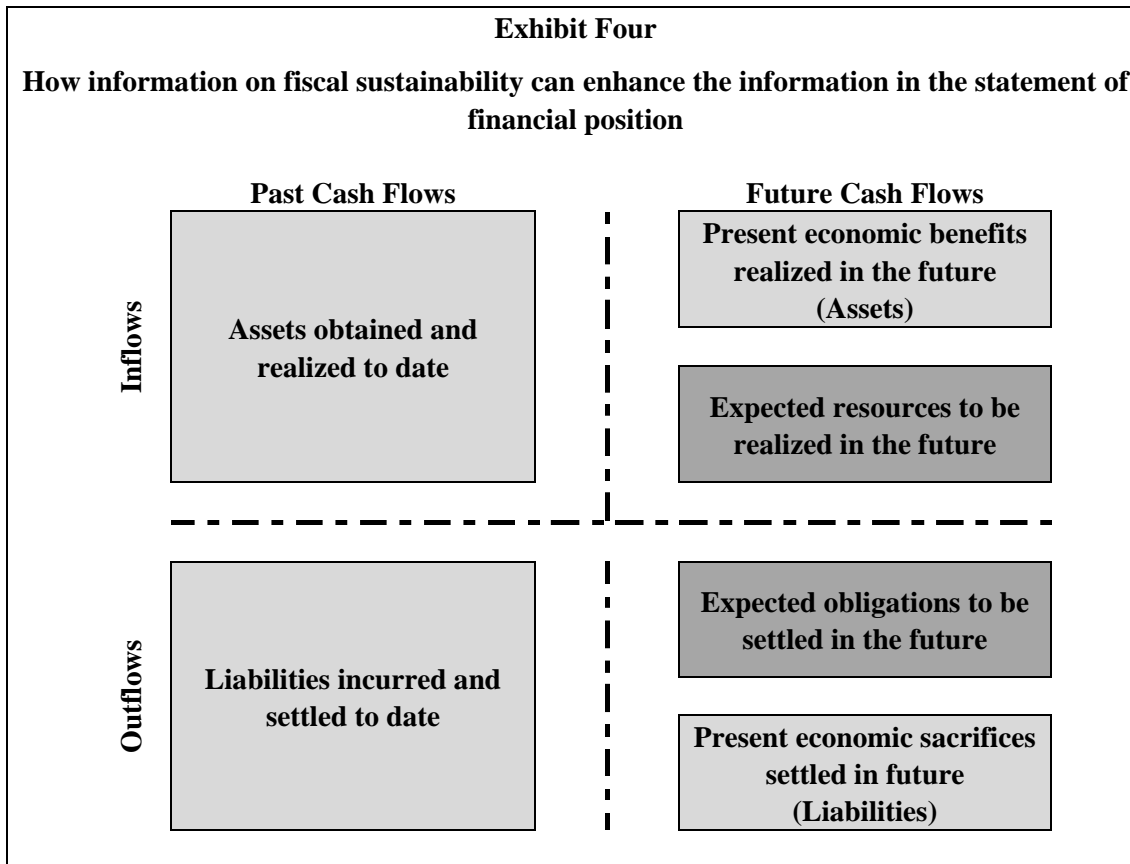 Exhibit Four
How information on fiscal sustainability can enhance the information in the statement of
financial position
Past Cash Flows
Future Cash Flows
Inflows
Assets obtained and
realized to date
Present economic benefits
realized in the future
(Assets)
Expected resources to be
realized in the future
Outflows
Liabilities incurred and
settled to date
Expected obligations to be
settled in the future
Present economic sacrifices
settled in future
(Liabilities)